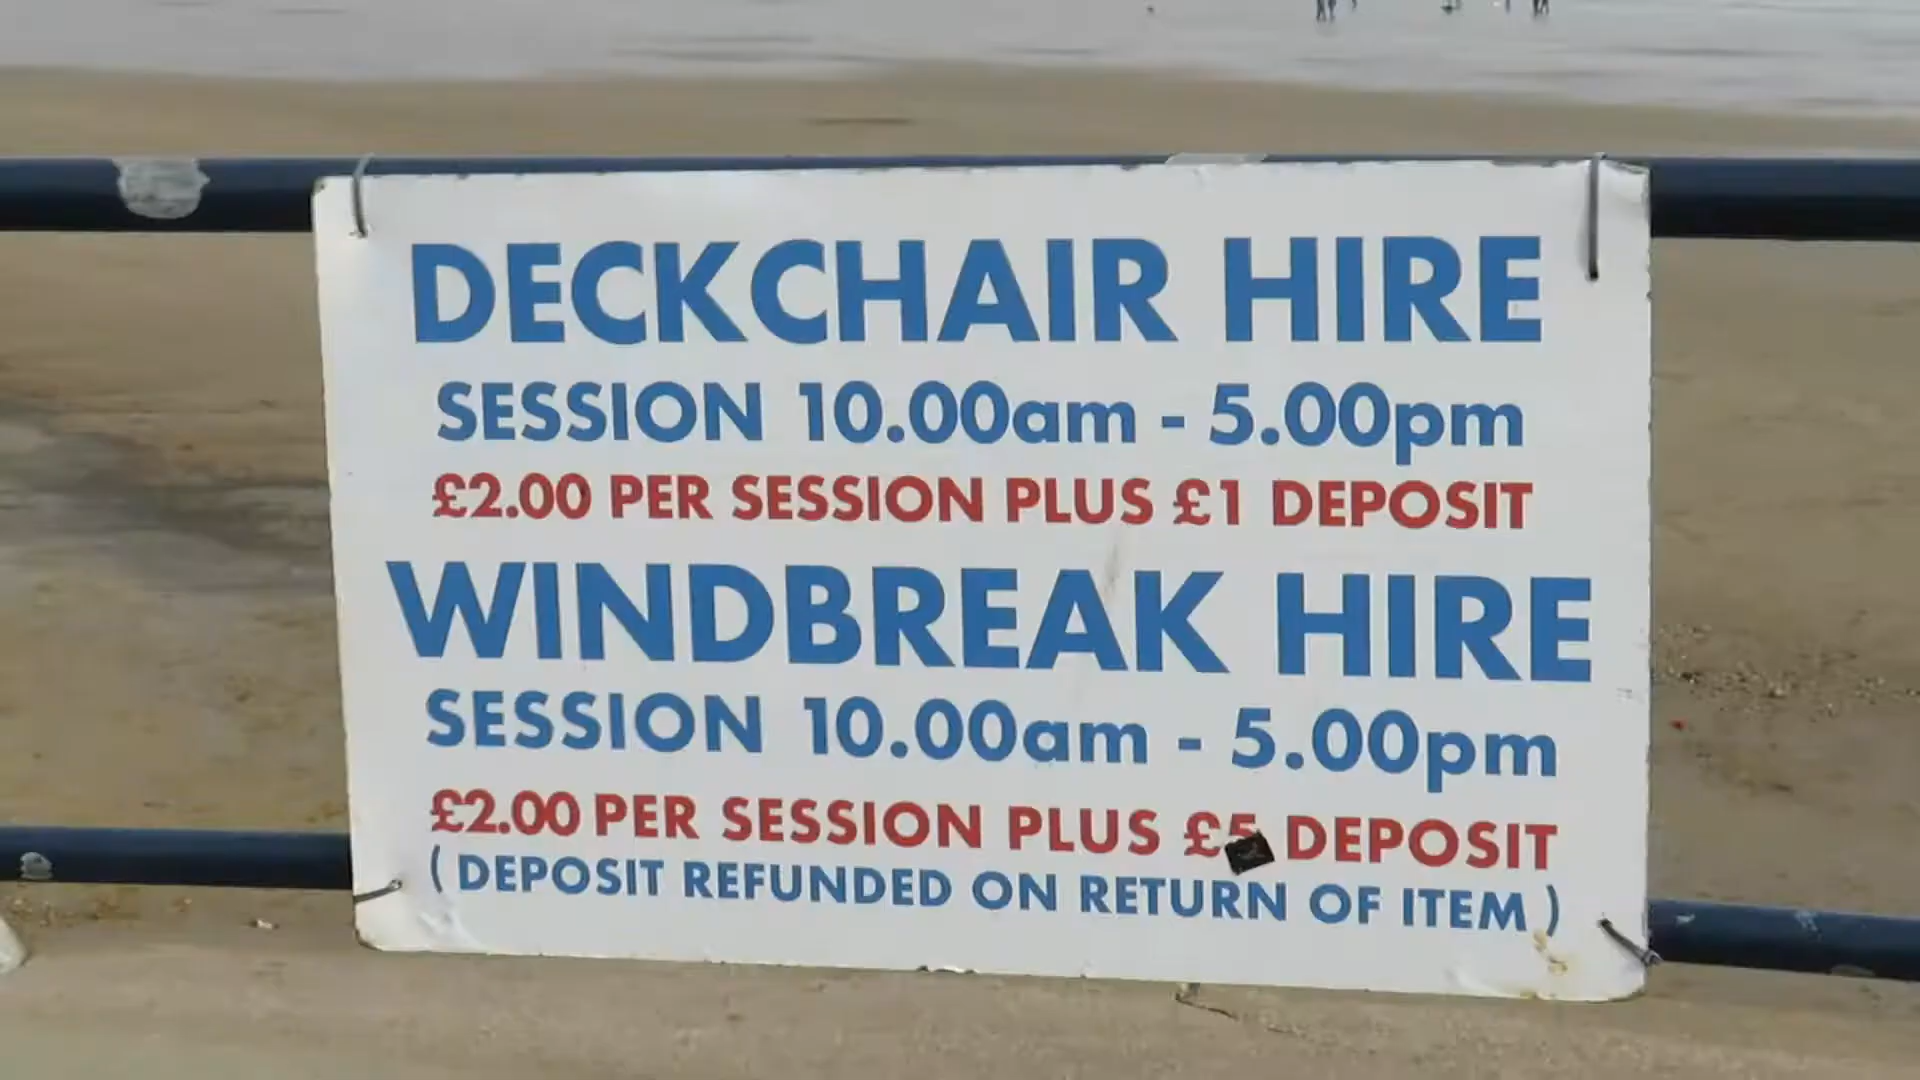 DECKCHAIR HIRE
SESSION 10.00am - 5.00pm
£2.00 PER SESSION PLUS £1 DEPOSIT
WINDBREAK HIRE
SESSION 10.00am - 5.00pm
£2.00 PER SESSION PLUS £5 DEPOSIT
( DEPOSIT REFUNDED ON RETURN OF ITEM )